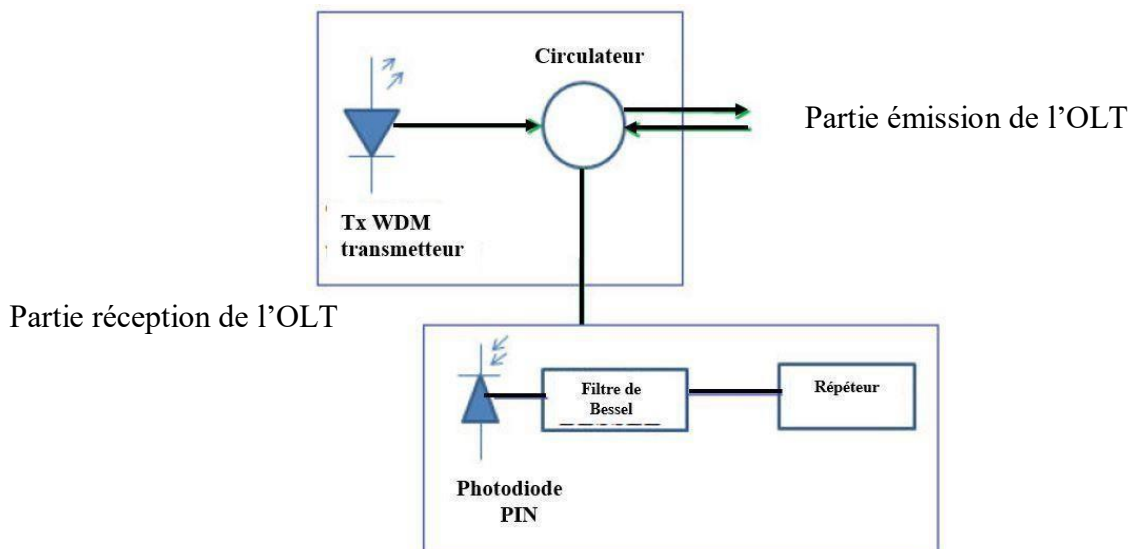 Circulateur
Partie émission de l’OLT
Tx WDM
transmetteur
Partie réception de l’OLT
Filtre de
Bessel
Répéteur
Photodiode
PIN